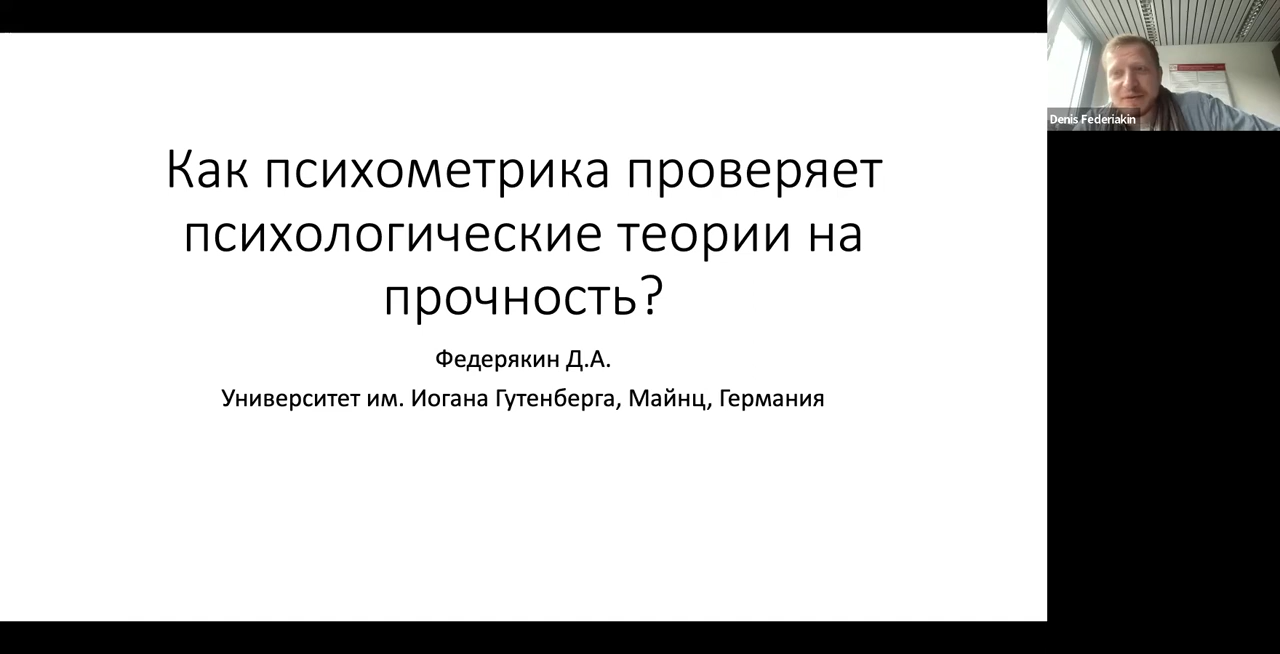 Как психометрика проверяет
психологические теории на
прочность?
Федерякин Д.А.
Университет им. Иогана Гутенберга, Майнц, Германия
Denis Federiakin